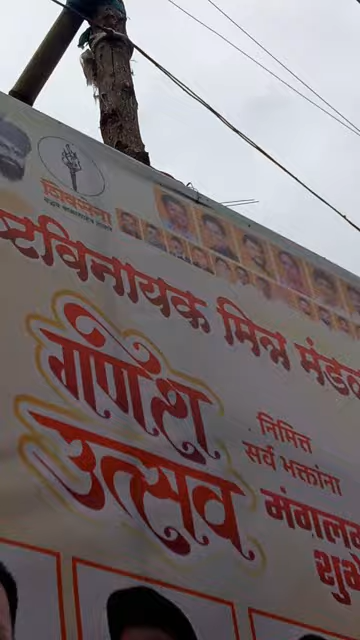 शिवसेना
ष्टविनायक मित्र मंडळ
गणेश
उत्सव
निमित्त
सर्व भक्तांना
मंगलम
शुभे